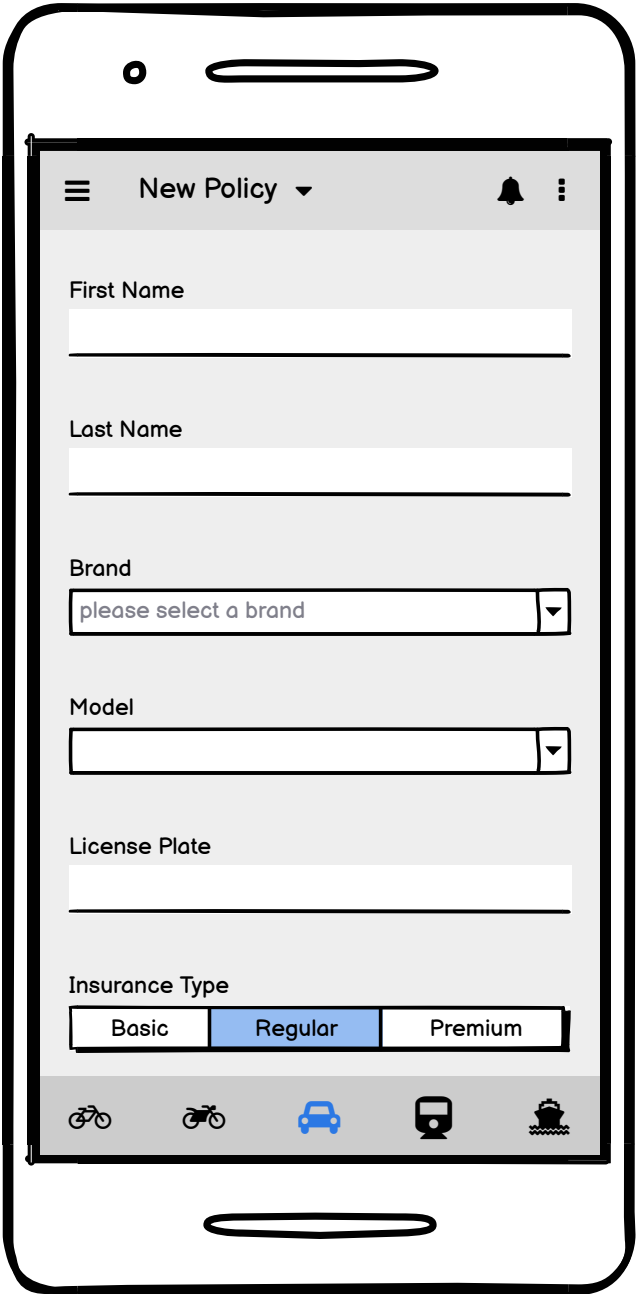 New Policy
First Name
Last Name
Brand
please select a brand
Model
License Plate
Insurance Type
Basic Regular Premium